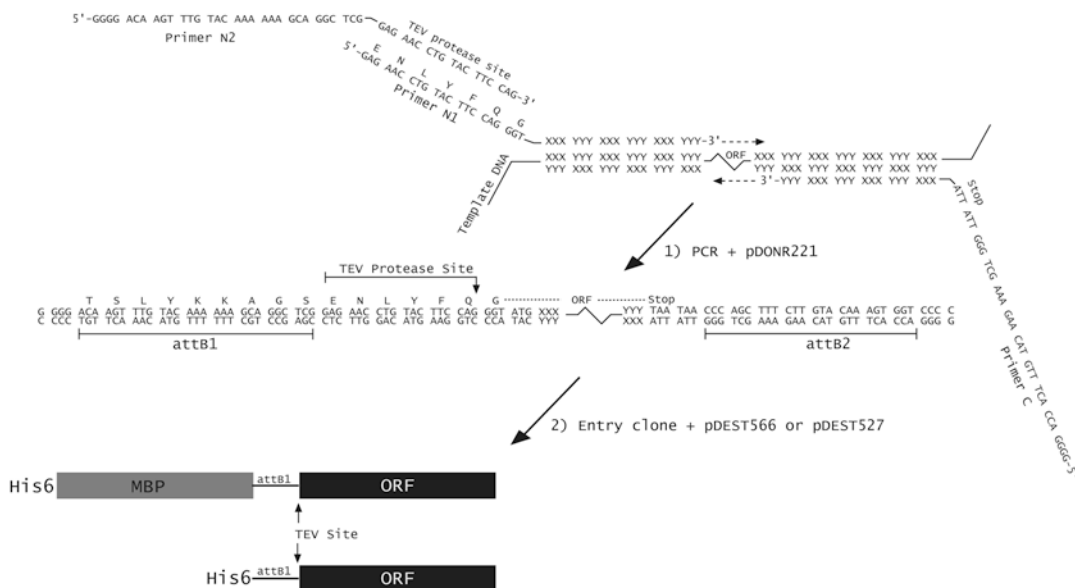 5'-GGGG ACA AGT TTG TAC AAA AAA GCA GGC TCG
Primer N2
TEV protease site
GAG AAC CTG TAC TTC CAG-3'
E N L Y F Q G
5'-GAG AAC CTG TAC TTC CAG GGT
Primer N1
XXX YYY XXX YYY XXX YYY-3'
Template DNA
XXX YYY XXX YYY XXX YYY ORF XXX YYY XXX YYY XXX YYY XXX
YYY XXX YYY XXX YYY XXX YYY XXX YYY XXX YYY XXX YYY
3'-YYY XXX YYY XXX YYY XXX YYY
Stop
ATT ATT GGG TCG AAA GAA CAT GTT TCA CCA GGGG-5
Primer C
1) PCR + pDONR221
TEV Protease Site
T S L Y K K A G S E N L Y F Q G ORF Stop
G GGG ACA AGT TTG TAC AAA AAA GCA GGC TCG GAG AAC CTG TAC TTC CAG GGT ATG XXX YYY TAA TAA CCC AGC TTT CTT GTA CAA AGT GGT CCC C
C CCC TGT TCA AAC ATG TTT TTT CGT CCG AGC CTC TTG GAC ATG AAG GTC CCA TAC YYY XXX ATT ATT GGG TCG AAA GAA CAT GTT TCA CCA GGG G
attB1 attB2
2) Entry clone + pDEST566 or pDEST527
His6 MBP attB1 ORF
TEV Site
His6 attB1 ORF